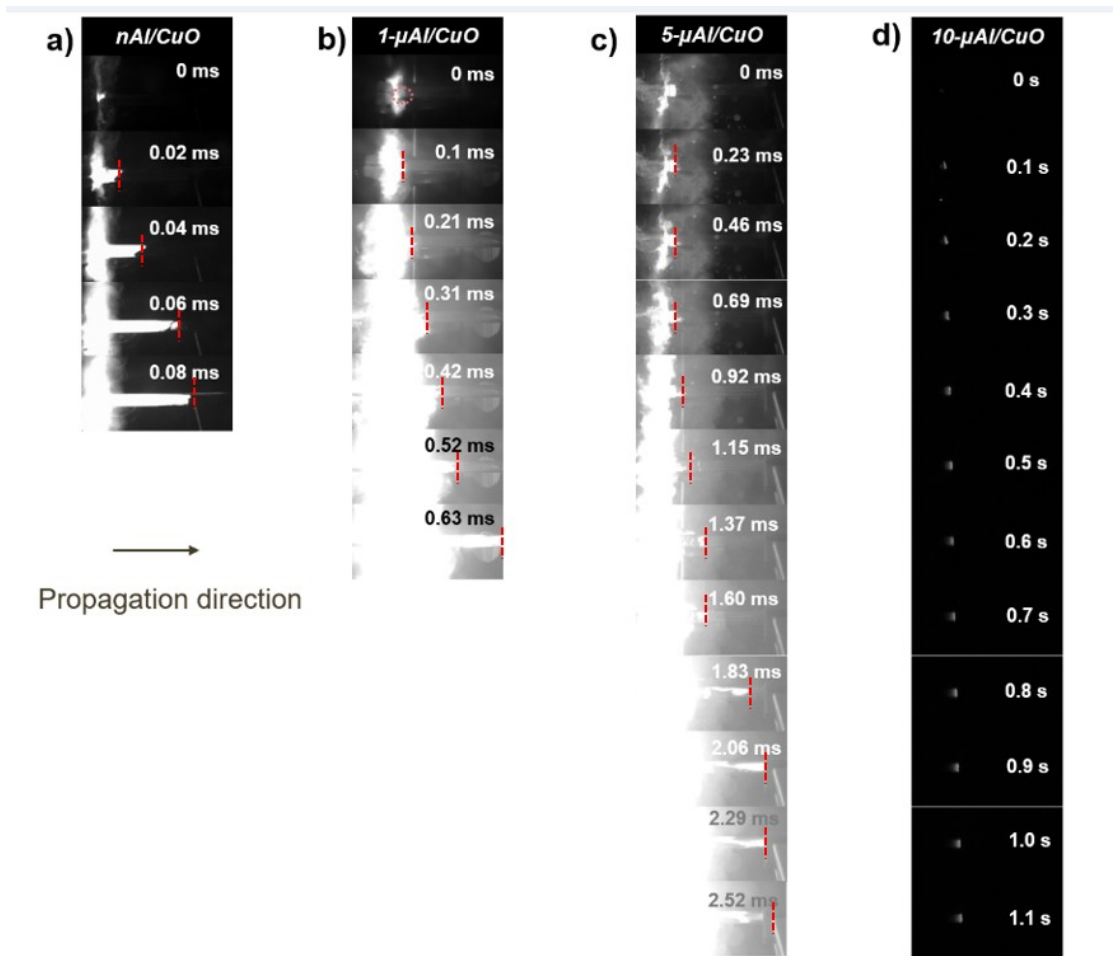 a)
nAl/CuO
0 ms
0.02 ms
0.04 ms
0.06 ms
0.08 ms
Propagation direction
b)
1-μAl/CuO
0 ms
0.1 ms
0.21 ms
0.31 ms
0.42 ms
0.52 ms
0.63 ms
c)
5-μAl/CuO
0 ms
0.23 ms
0.46 ms
0.69 ms
0.92 ms
1.15 ms
1.37 ms
1.60 ms
1.83 ms
2.06 ms
2.29 ms
2.52 ms
d)
10-μAl/CuO
0 s
0.1 s
0.2 s
0.3 s
0.4 s
0.5 s
0.6 s
0.7 s
0.8 s
0.9 s
1.0 s
1.1 s